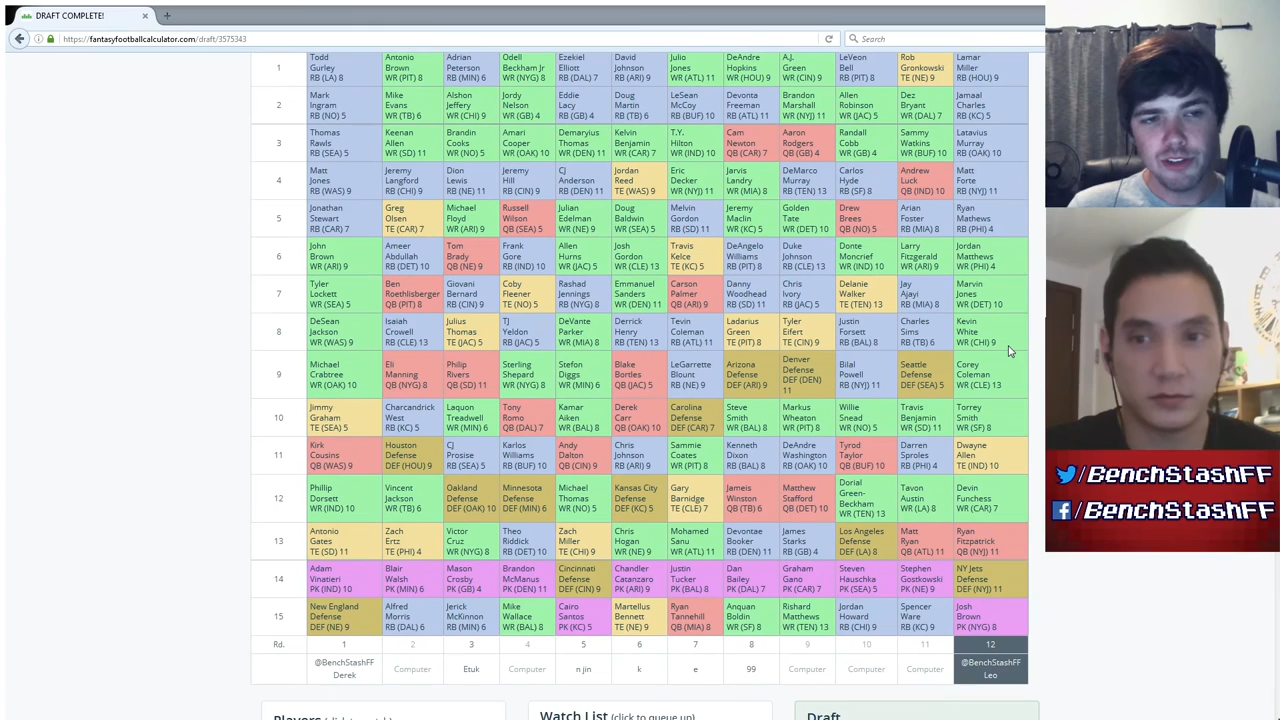 DRAFT COMPLETE!
https://fantasyfootballcalculator.com/draft/3575343
Search
1
Todd Gurley RB (LA) 8
Antonio Brown WR (PIT) 8
Adrian Peterson RB (MIN) 6
Odell Beckham Jr WR (NYG) 8
Ezekiel Elliott RB (DAL) 7
David Johnson RB (ARI) 9
Julio Jones WR (ATL) 11
DeAndre Hopkins WR (HOU) 9
A.J. Green WR (CIN) 9
LeVeon Bell RB (PIT) 8
Rob Gronkowski TE (NE) 9
Lamar Miller RB (HOU) 9
2
Mark Ingram RB (NO) 5
Mike Evans WR (TB) 6
Alshon Jeffery WR (CHI) 9
Jordy Nelson WR (GB) 4
Eddie Lacy RB (GB) 4
Doug Martin RB (TB) 6
LeSean McCoy RB (BUF) 10
Devonta Freeman RB (ATL) 11
Brandon Marshall WR (NYJ) 11
Allen Robinson WR (JAC) 5
Dez Bryant WR (DAL) 7
Jamaal Charles RB (KC) 5
3
Thomas Rawls RB (SEA) 5
Keenan Allen WR (SD) 11
Brandin Cooks WR (NO) 5
Amari Cooper WR (OAK) 10
Demaryius Thomas WR (DEN) 11
Kelvin Benjamin WR (CAR) 7
T.Y. Hilton WR (IND) 10
Cam Newton QB (CAR) 7
Aaron Rodgers QB (GB) 4
Randall Cobb WR (GB) 4
Sammy Watkins WR (BUF) 10
Latavius Murray RB (OAK) 10
4
Matt Jones RB (WAS) 9
Jeremy Langford RB (CHI) 9
Dion Lewis RB (NE) 9
Jeremy Hill RB (CIN) 9
CJ Anderson RB (DEN) 11
Jordan Reed TE (WAS) 9
Eric Decker WR (NYJ) 11
Jarvis Landry WR (MIA) 8
DeMarco Murray RB (TEN) 13
Carlos Hyde RB (SF) 8
Andrew Luck QB (IND) 10
Matt Forte RB (NYJ) 11
5
Jonathan Stewart RB (CAR) 7
Greg Olsen TE (CAR) 7
Michael Floyd WR (ARI) 9
Russell Wilson QB (SEA) 5
Julian Edelman WR (NE) 9
Doug Baldwin WR (SEA) 5
Melvin Gordon RB (SD) 11
Jeremy Maclin WR (KC) 5
Golden Tate WR (DET) 10
Drew Brees QB (NO) 5
Arian Foster RB (MIA) 8
Ryan Mathews RB (PHI) 4
6
John Brown WR (ARI) 9
Ameer Abdullah RB (DET) 10
Tom Brady QB (NE) 9
Frank Gore RB (IND) 10
Allen Hurns WR (JAC) 5
Josh Gordon WR (CLE) 13
Travis Kelce TE (KC) 5
DeAngelo Williams RB (PIT) 8
Duke Johnson RB (CLE) 13
Donte Moncrief WR (IND) 10
Larry Fitzgerald WR (ARI) 9
Jordan Matthews WR (PHI) 4
7
Tyler Lockett WR (SEA) 5
Ben Roethlisberger QB (PIT) 8
Giovani Bernard RB (CIN) 9
Coby Fleener TE (NO) 5
Rashad Jennings RB (NYG) 8
Emmanuel Sanders WR (DEN) 11
Carson Palmer QB (ARI) 9
Danny Woodhead RB (SD) 11
Chris Ivory RB (JAC) 5
Delanie Walker TE (TEN) 13
Jay Ajayi RB (MIA) 8
Marvin Jones WR (DET) 10
8
DeSean Jackson WR (WAS) 9
Isaiah Crowell RB (CLE) 13
Julius Thomas TE (JAC) 5
TJ Yeldon RB (JAC) 5
DeVante Parker WR (MIA) 8
Derrick Henry RB (TEN) 13
Tevin Coleman RB (ATL) 11
Ladarius Green TE (PIT) 8
Tyler Eifert TE (CIN) 9
Justin Forsett RB (BAL) 8
Charles Sims RB (TB) 6
Kevin White WR (CHI) 9
9
Michael Crabtree WR (OAK) 10
Eli Manning QB (NYG) 8
Philip Rivers QB (SD) 11
Sterling Shepard WR (NYG) 8
Stefon Diggs WR (MIN) 6
Blake Bortles QB (JAC) 5
LeGarrette Blount RB (NE) 9
Arizona Defense DEF (ARI) 9
Denver Defense DEF (DEN) 11
Bilal Powell RB (NYJ) 11
Seattle Defense DEF (SEA) 5
Corey Coleman WR (CLE) 13
10
Jimmy Graham TE (SEA) 5
Charcandrick West RB (KC) 5
Laquon Treadwell WR (MIN) 6
Tony Romo QB (DAL) 7
Kamar Aiken WR (BAL) 8
Derek Carr QB (OAK) 10
Carolina Defense DEF (CAR) 7
Steve Smith WR (BAL) 8
Markus Wheaton WR (PIT) 8
Willie Snead WR (NO) 5
Travis Benjamin WR (SD) 11
Torrey Smith WR (SF) 8
11
Kirk Cousins QB (WAS) 9
Houston Defense DEF (HOU) 9
CJ Prosise RB (SEA) 5
Karlos Williams RB (BUF) 10
Andy Dalton QB (CIN) 9
Chris Johnson RB (ARI) 9
Sammie Coates WR (PIT) 8
Kenneth Dixon RB (BAL) 8
DeAndre Washington RB (OAK) 10
Tyrod Taylor QB (BUF) 10
Darren Sproles RB (PHI) 4
Dwayne Allen TE (IND) 10
12
Phillip Dorsett WR (IND) 10
Vincent Jackson WR (TB) 6
Oakland Defense DEF (OAK) 10
Minnesota Defense DEF (MIN) 6
Michael Thomas WR (NO) 5
Kansas City Defense DEF (KC) 5
Gary Barnidge TE (CLE) 7
Jameis Winston QB (TB) 6
Matthew Stafford QB (DET) 10
Dorial Green-Beckham WR (TEN) 13
Tavon Austin WR (LA) 8
Devin Funchess WR (CAR) 7
13
Antonio Gates TE (SD) 11
Zach Ertz TE (PHI) 4
Victor Cruz WR (NYG) 8
Theo Riddick RB (DET) 10
Zach Miller TE (CHI) 9
Chris Hogan WR (NE) 9
Mohamed Sanu WR (ATL) 11
Devontae Booker RB (DEN) 11
James Starks RB (GB) 4
Los Angeles Defense DEF (LA) 8
Matt Ryan QB (ATL) 11
Ryan Fitzpatrick QB (NYJ) 11
14
Adam Vinatieri PK (IND) 10
Blair Walsh PK (MIN) 6
Mason Crosby PK (GB) 4
Brandon McManus PK (DEN) 11
Cincinnati Defense DEF (CIN) 9
Chandler Catanzaro PK (ARI) 9
Justin Tucker PK (BAL) 8
Dan Bailey PK (DAL) 7
Graham Gano PK (CAR) 7
Steven Hauschka PK (SEA) 5
Stephen Gostkowski PK (NE) 9
NY Jets Defense DEF (NYJ) 11
15
New England Defense DEF (NE) 9
Alfred Morris RB (DAL) 6
Jerick McKinnon RB (MIN) 6
Mike Wallace WR (BAL) 8
Cairo Santos PK (KC) 5
Martellus Bennett TE (NE) 9
Ryan Tannehill QB (MIA) 8
Anquan Boldin WR (SF) 8
Rishard Matthews WR (TEN) 13
Jordan Howard RB (CHI) 9
Spencer Ware RB (KC) 9
Josh Brown PK (NYG) 8
Rd. 1 2 3 4 5 6 7 8 9 10 11 12
@BenchStashFF Derek
Computer
Etuk
Computer
n jin
k
e
99
Computer
Computer
Computer
@BenchStashFF Leo
Watch List (click to queue up)
Draft
/BenchStashFF
/BenchStashFF